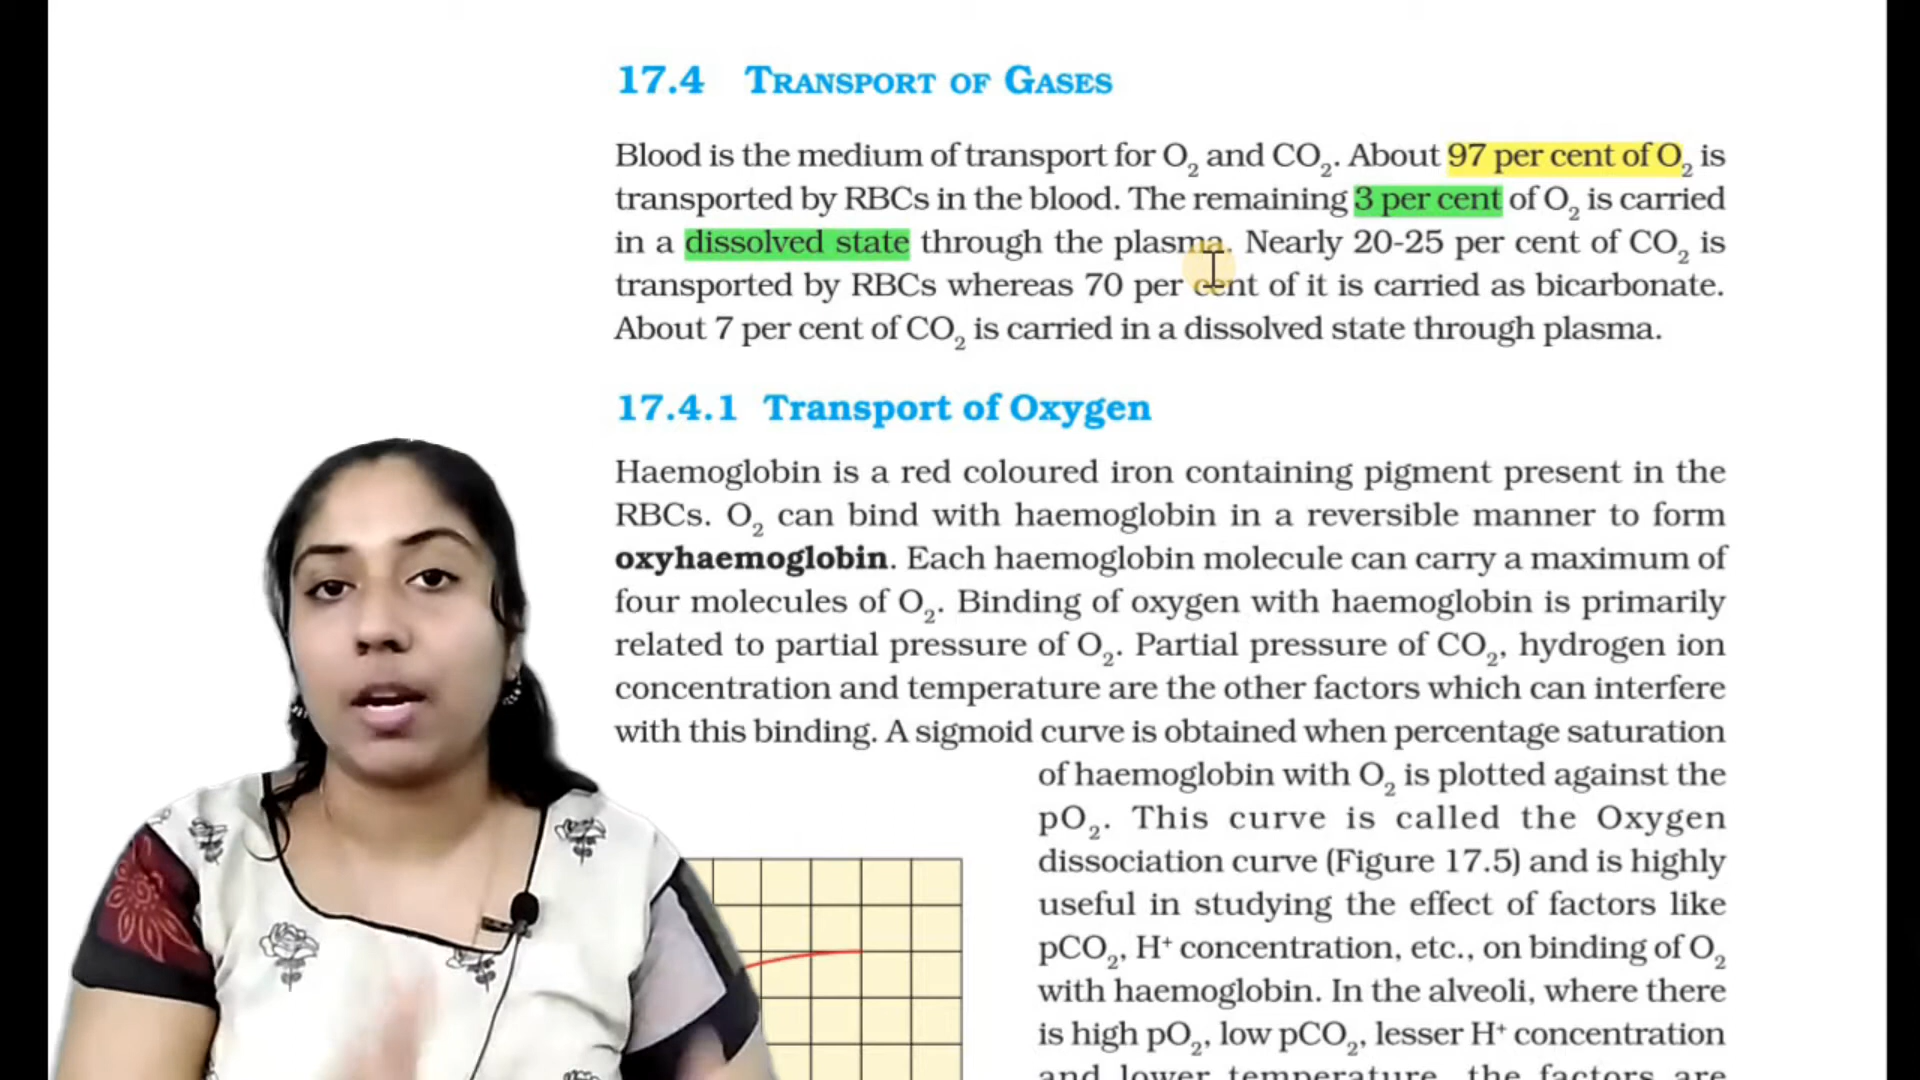 17.4 TRANSPORT OF GASES
Blood is the medium of transport for O₂ and CO₂. About 97 per cent of O₂ is
transported by RBCs in the blood. The remaining 3 per cent of O₂ is carried
in a dissolved state through the plasma. Nearly 20-25 per cent of CO₂ is
transported by RBCs whereas 70 per cent of it is carried as bicarbonate.
About 7 per cent of CO₂ is carried in a dissolved state through plasma.
17.4.1 Transport of Oxygen
Haemoglobin is a red coloured iron containing pigment present in the
RBCs. O₂ can bind with haemoglobin in a reversible manner to form
oxyhaemoglobin. Each haemoglobin molecule can carry a maximum of
four molecules of O₂. Binding of oxygen with haemoglobin is primarily
related to partial pressure of O₂. Partial pressure of CO₂, hydrogen ion
concentration and temperature are the other factors which can interfere
with this binding. A sigmoid curve is obtained when percentage saturation
of haemoglobin with O₂ is plotted against the
pO₂. This curve is called the Oxygen
dissociation curve (Figure 17.5) and is highly
useful in studying the effect of factors like
pCO₂, H⁺ concentration, etc., on binding of O₂
with haemoglobin. In the alveoli, where there
is high pO₂, low pCO₂, lesser H⁺ concentration
and lower temperature, the factors are